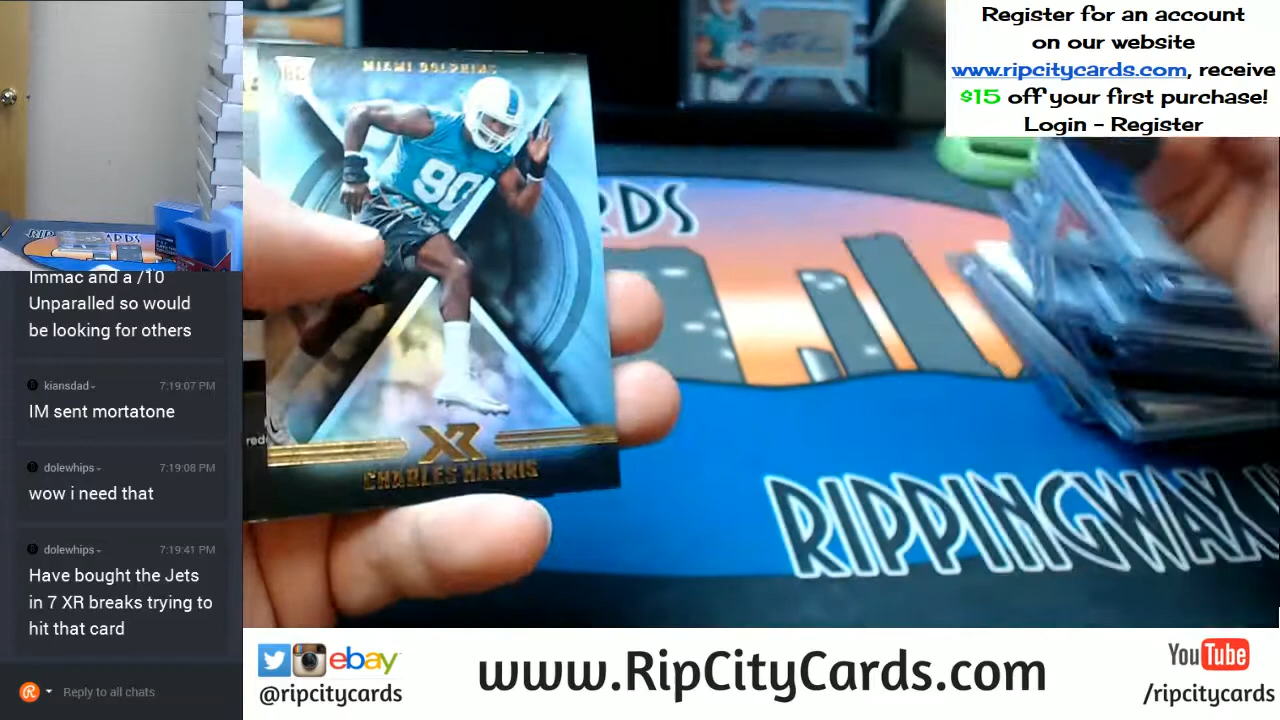 Register for an account
on our website
www.ripcitycards.com, receive
$15 off your first purchase!
Login - Register
Immac and a /10
Unparalled so would
be looking for others
kiansdad
7:19:07 PM
IM sent mortatone
dolewhips
7:19:08 PM
wow i need that
dolewhips
7:19:41 PM
Have bought the Jets
in 7 XR breaks trying to
hit that card
Reply to all chats
RC
MIAMI DOLPHINS
90
XR
CHARLES HARRIS
RDS
RIPPINGWAX
ebay
@ripcitycards
www.RipCityCards.com
YouTube
/ripcitycards